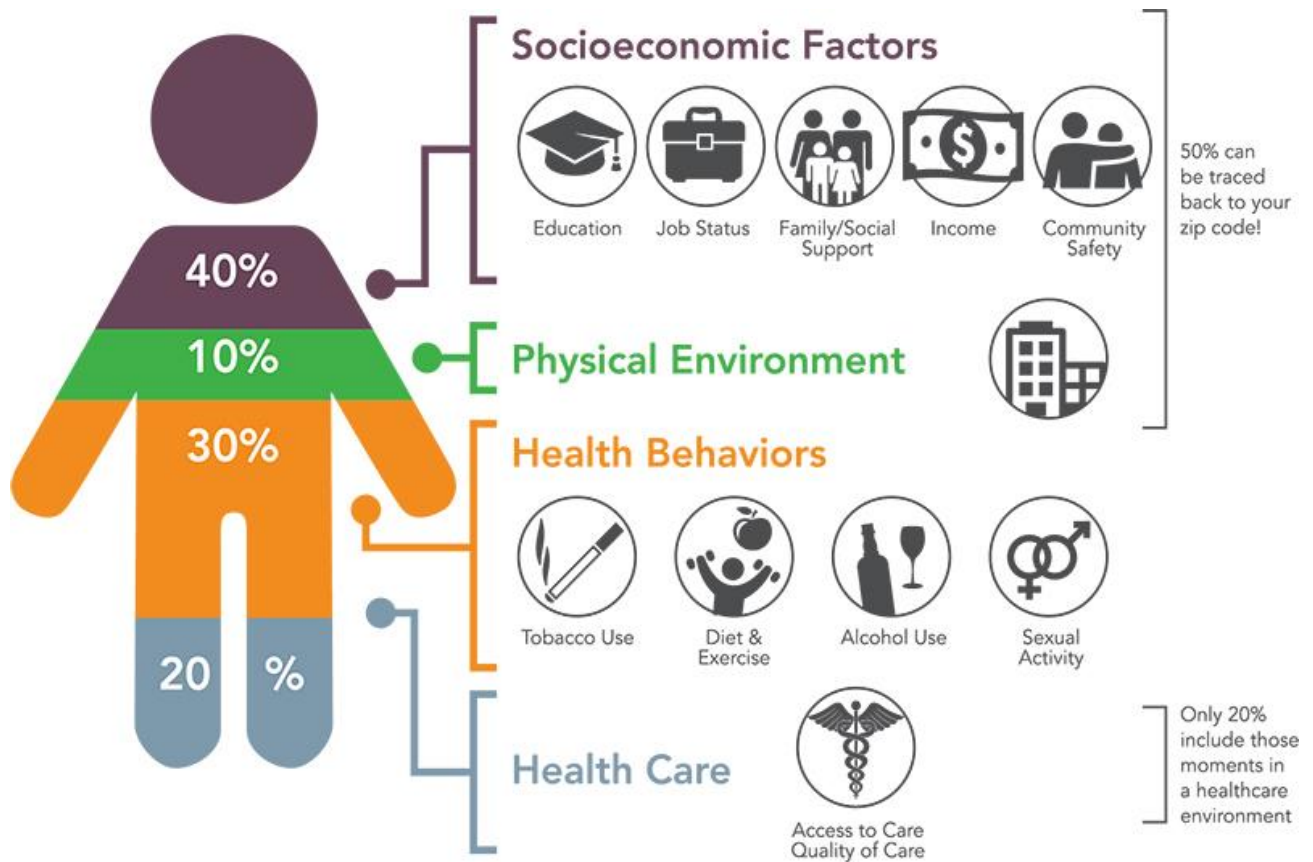 Socioeconomic Factors
Education
Job Status
Family/Social
Support
Income
Community
Safety
50% can
be traced
back to your
zip code!
40%
10%
Physical Environment
30%
Health Behaviors
Tobacco Use
Diet &
Exercise
Alcohol Use
Sexual
Activity
20 %
Health Care
Access to Care
Quality of Care
Only 20%
include those
moments in
a healthcare
environment